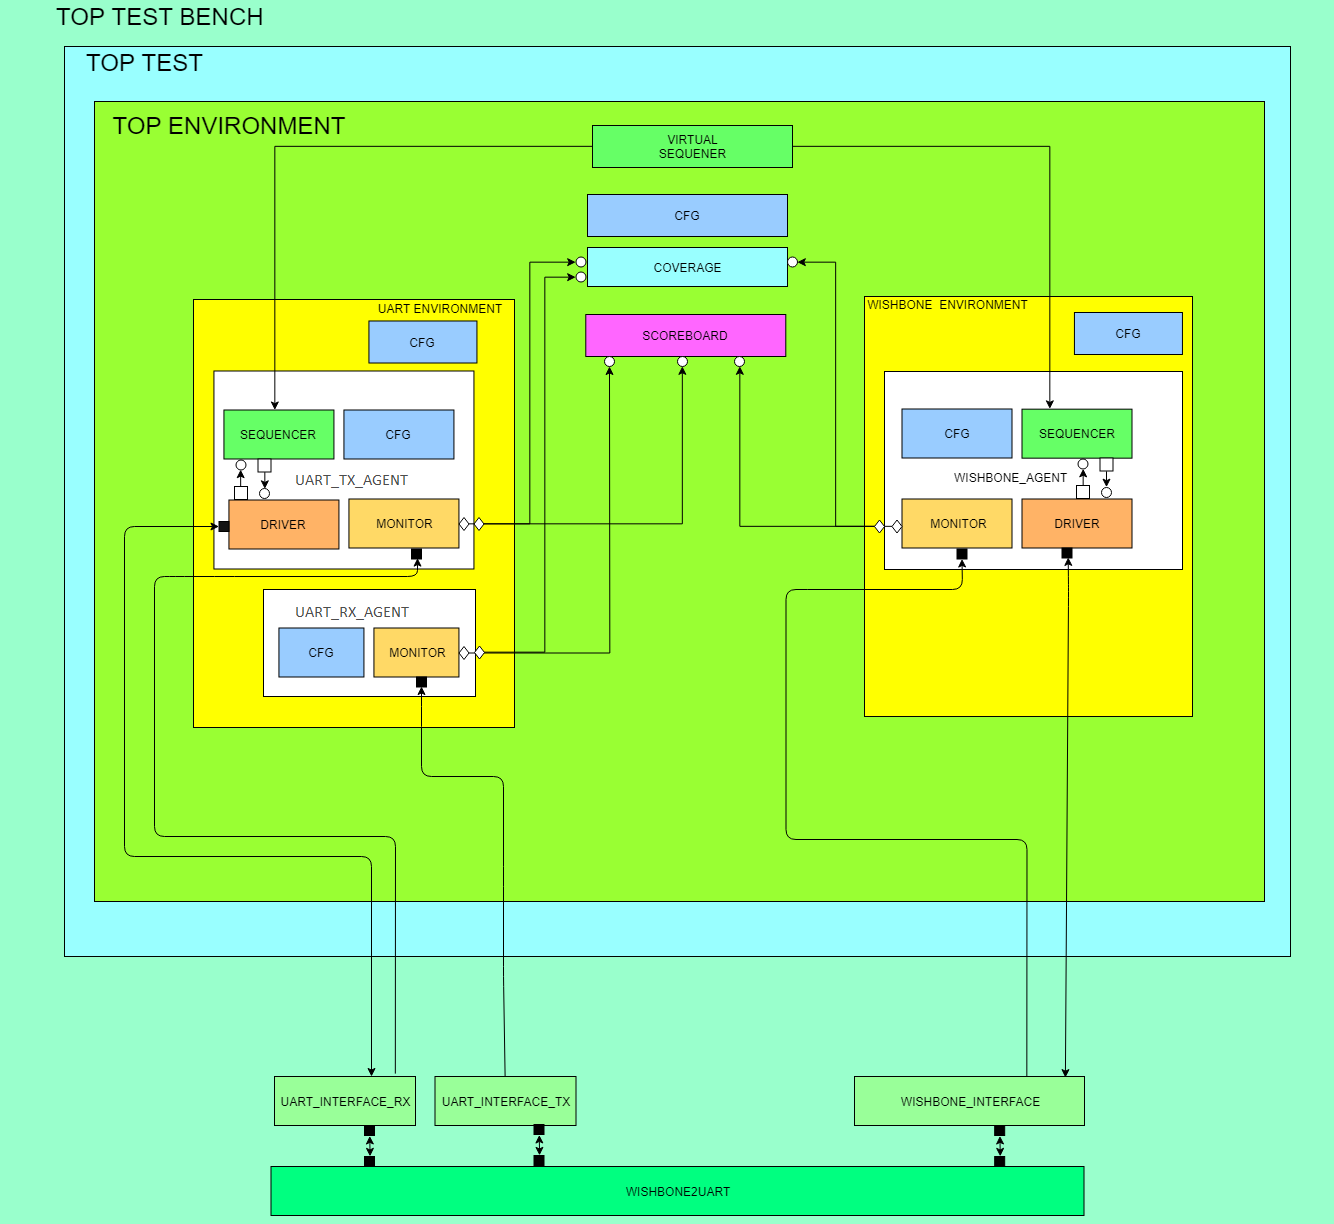 TOP TEST BENCH
TOP TEST
TOP ENVIRONMENT
VIRTUAL
SEQUENER
CFG
COVERAGE
SCOREBOARD
UART ENVIRONMENT
CFG
SEQUENCER
CFG
UART_TX_AGENT
DRIVER
MONITOR
UART_RX_AGENT
CFG
MONITOR
WISHBONE ENVIRONMENT
CFG
CFG
SEQUENCER
WISHBONE_AGENT
MONITOR
DRIVER
UART_INTERFACE_RX
UART_INTERFACE_TX
WISHBONE_INTERFACE
WISHBONE2UART